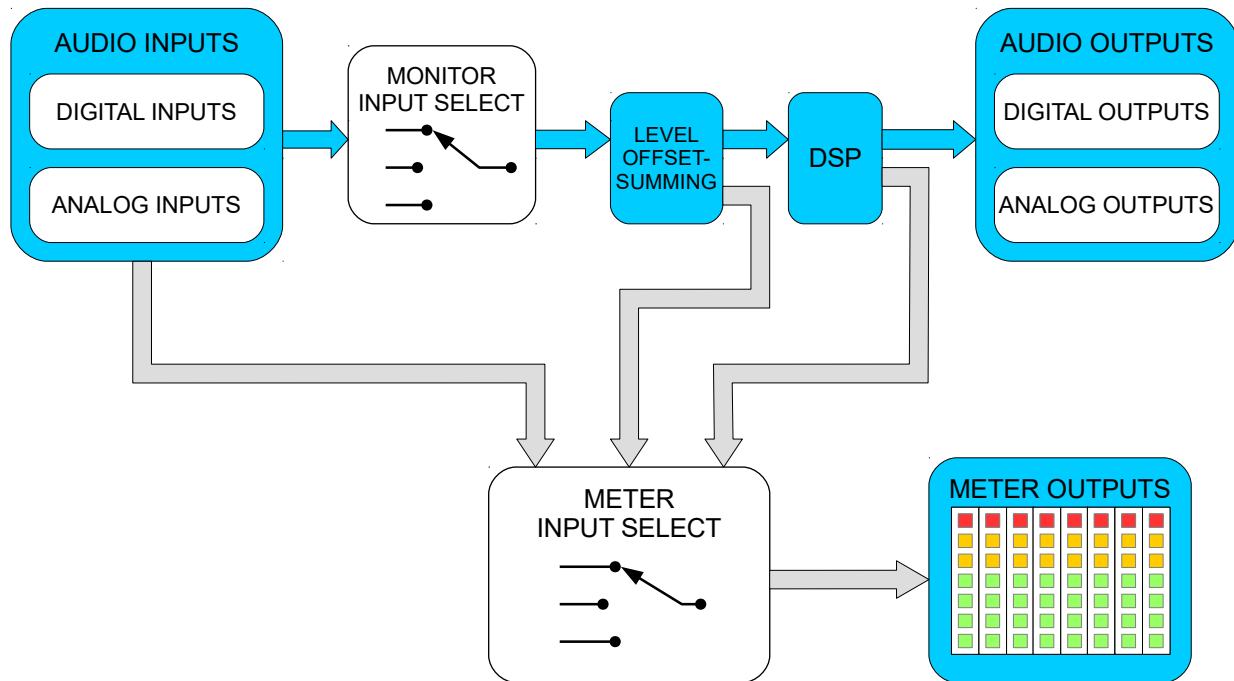 AUDIO INPUTS
DIGITAL INPUTS
ANALOG INPUTS
MONITOR
INPUT SELECT
LEVEL
OFFSET-
SUMMING
DSP
AUDIO OUTPUTS
DIGITAL OUTPUTS
ANALOG OUTPUTS
METER
INPUT SELECT
METER OUTPUTS